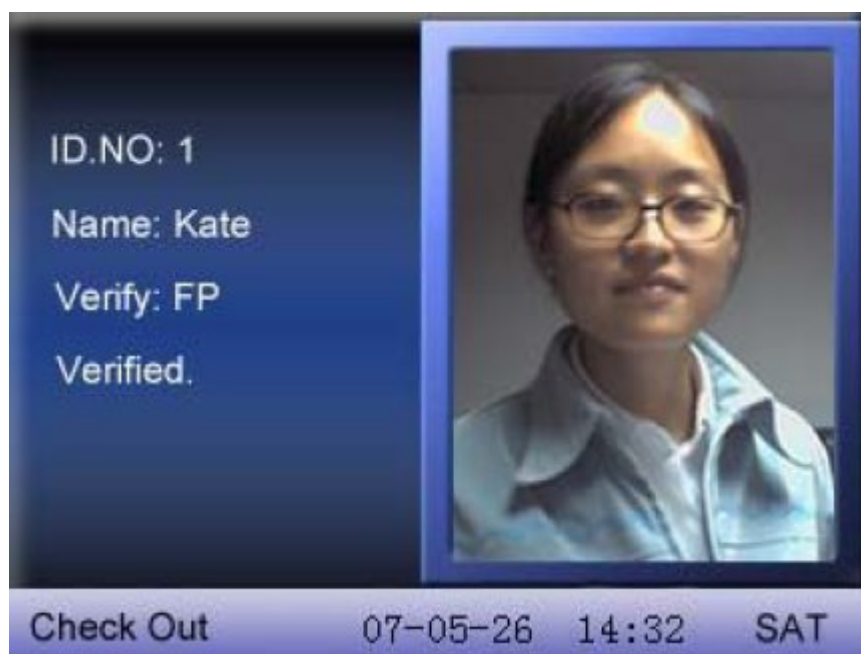 ID.NO: 1
Name: Kate
Verify: FP
Verified.
Check Out 07-05-26 14:32 SAT